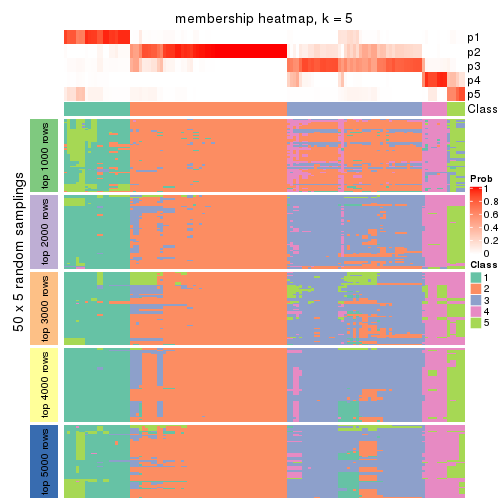 membership heatmap, k = 5
p1
p2
p3
p4
p5
Class
50 x 5 random samplings
top 1000 rows
top 2000 rows
top 3000 rows
top 4000 rows
top 5000 rows
Prob
1
0.8
0.6
0.4
0.2
0
Class
1
2
3
4
5